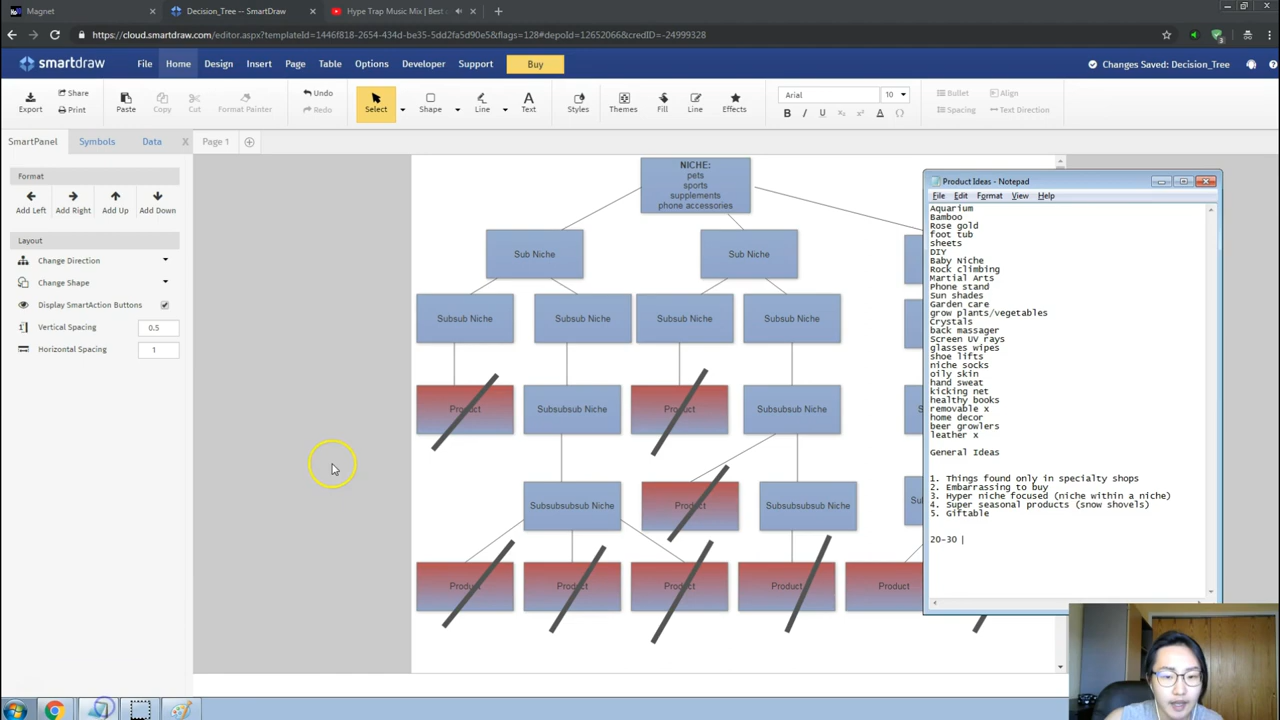 Magnet
Decision_Tree -- SmartDraw
Hype Trap Music Mix | Best
https://cloud.smartdraw.com/editor.aspx?templateId=1446f818-2654-434d-be35-5dd2fa5d90e5&flags=128#depoId=12652066&credID=-24999328
smartdraw
File Home Design Insert Page Table Options Developer Support Buy
Changes Saved: Decision_Tree
Export
Share
Print
Paste
Copy
Cut
Format Painter
Undo
Redo
Select
Shape
Line
Text
Styles
Themes
Fill
Line
Effects
Arial 10
Bullet Align
Spacing Text Direction
SmartPanel Symbols Data X
Page 1
Format
Add Left Add Right Add Up Add Down
Layout
Change Direction
Change Shape
Display SmartAction Buttons
Vertical Spacing 0.5
Horizontal Spacing 1
NICHE:
pets
sports
supplements
phone accessories
Sub Niche Sub Niche
Subsub Niche Subsub Niche Subsub Niche Subsub Niche
Product Subsubsub Niche Product Subsubsub Niche
Subsubsubsub Niche Product Subsubsubsub Niche
Product Product Product Product Product
Product Ideas - Notepad
File Edit Format View Help
Aquarium
Bamboo
Rose gold
foot tub
sheets
DIY
Baby Niche
Rock climbing
Martial Arts
Phone stand
Sun shades
Garden care
grow plants/vegetables
Crystals
back massager
Screen UV rays
glasses wipes
shoe lifts
niche socks
oily skin
hand sweat
kicking net
healthy books
removable x
home decor
beer growlers
leather x
General Ideas
1. Things found only in specialty shops
2. Embarrassing to buy
3. Hyper niche focused (niche within a niche)
4. Super seasonal products (snow shovels)
5. Giftable
20-30